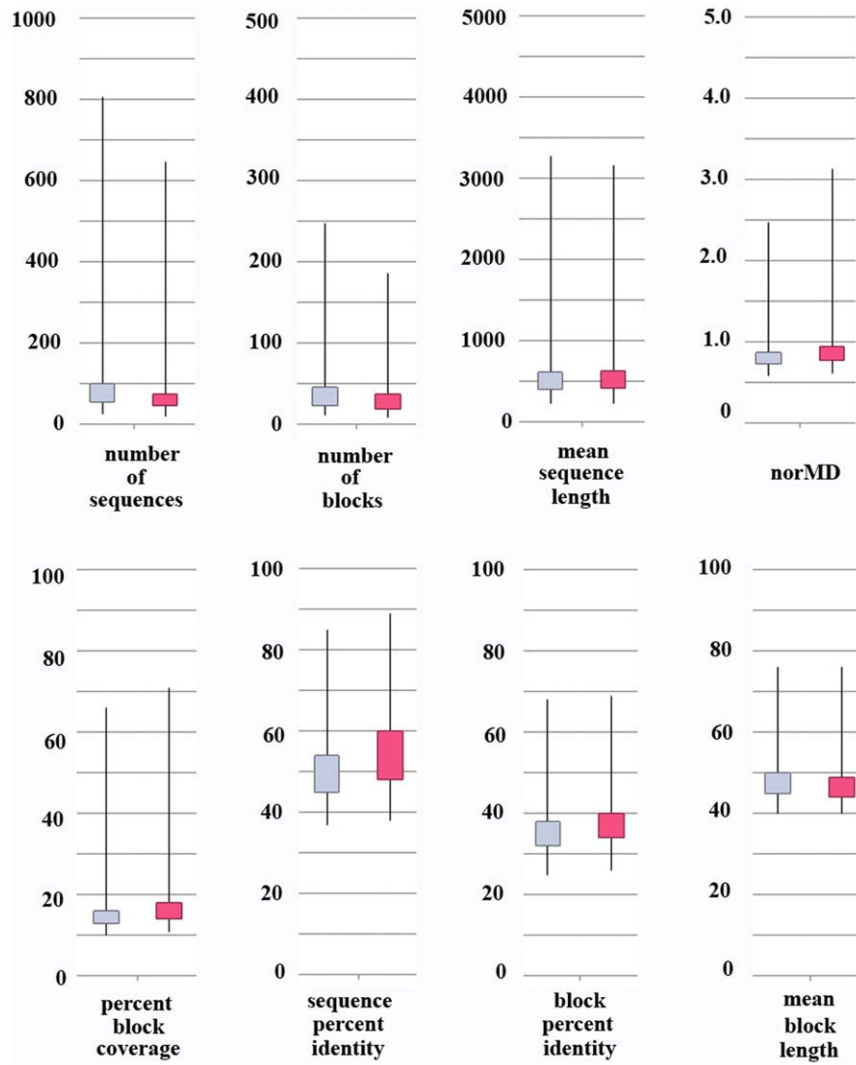 1000
800
600
400
200
0
number
of
sequences
500
400
300
200
100
0
number
of
blocks
5000
4000
3000
2000
1000
0
mean
sequence
length
5.0
4.0
3.0
2.0
1.0
0
norMD
100
80
60
40
20
0
percent
block
coverage
100
80
60
40
20
0
sequence
percent
identity
100
80
60
40
20
0
block
percent
identity
100
80
60
40
20
0
mean
block
length